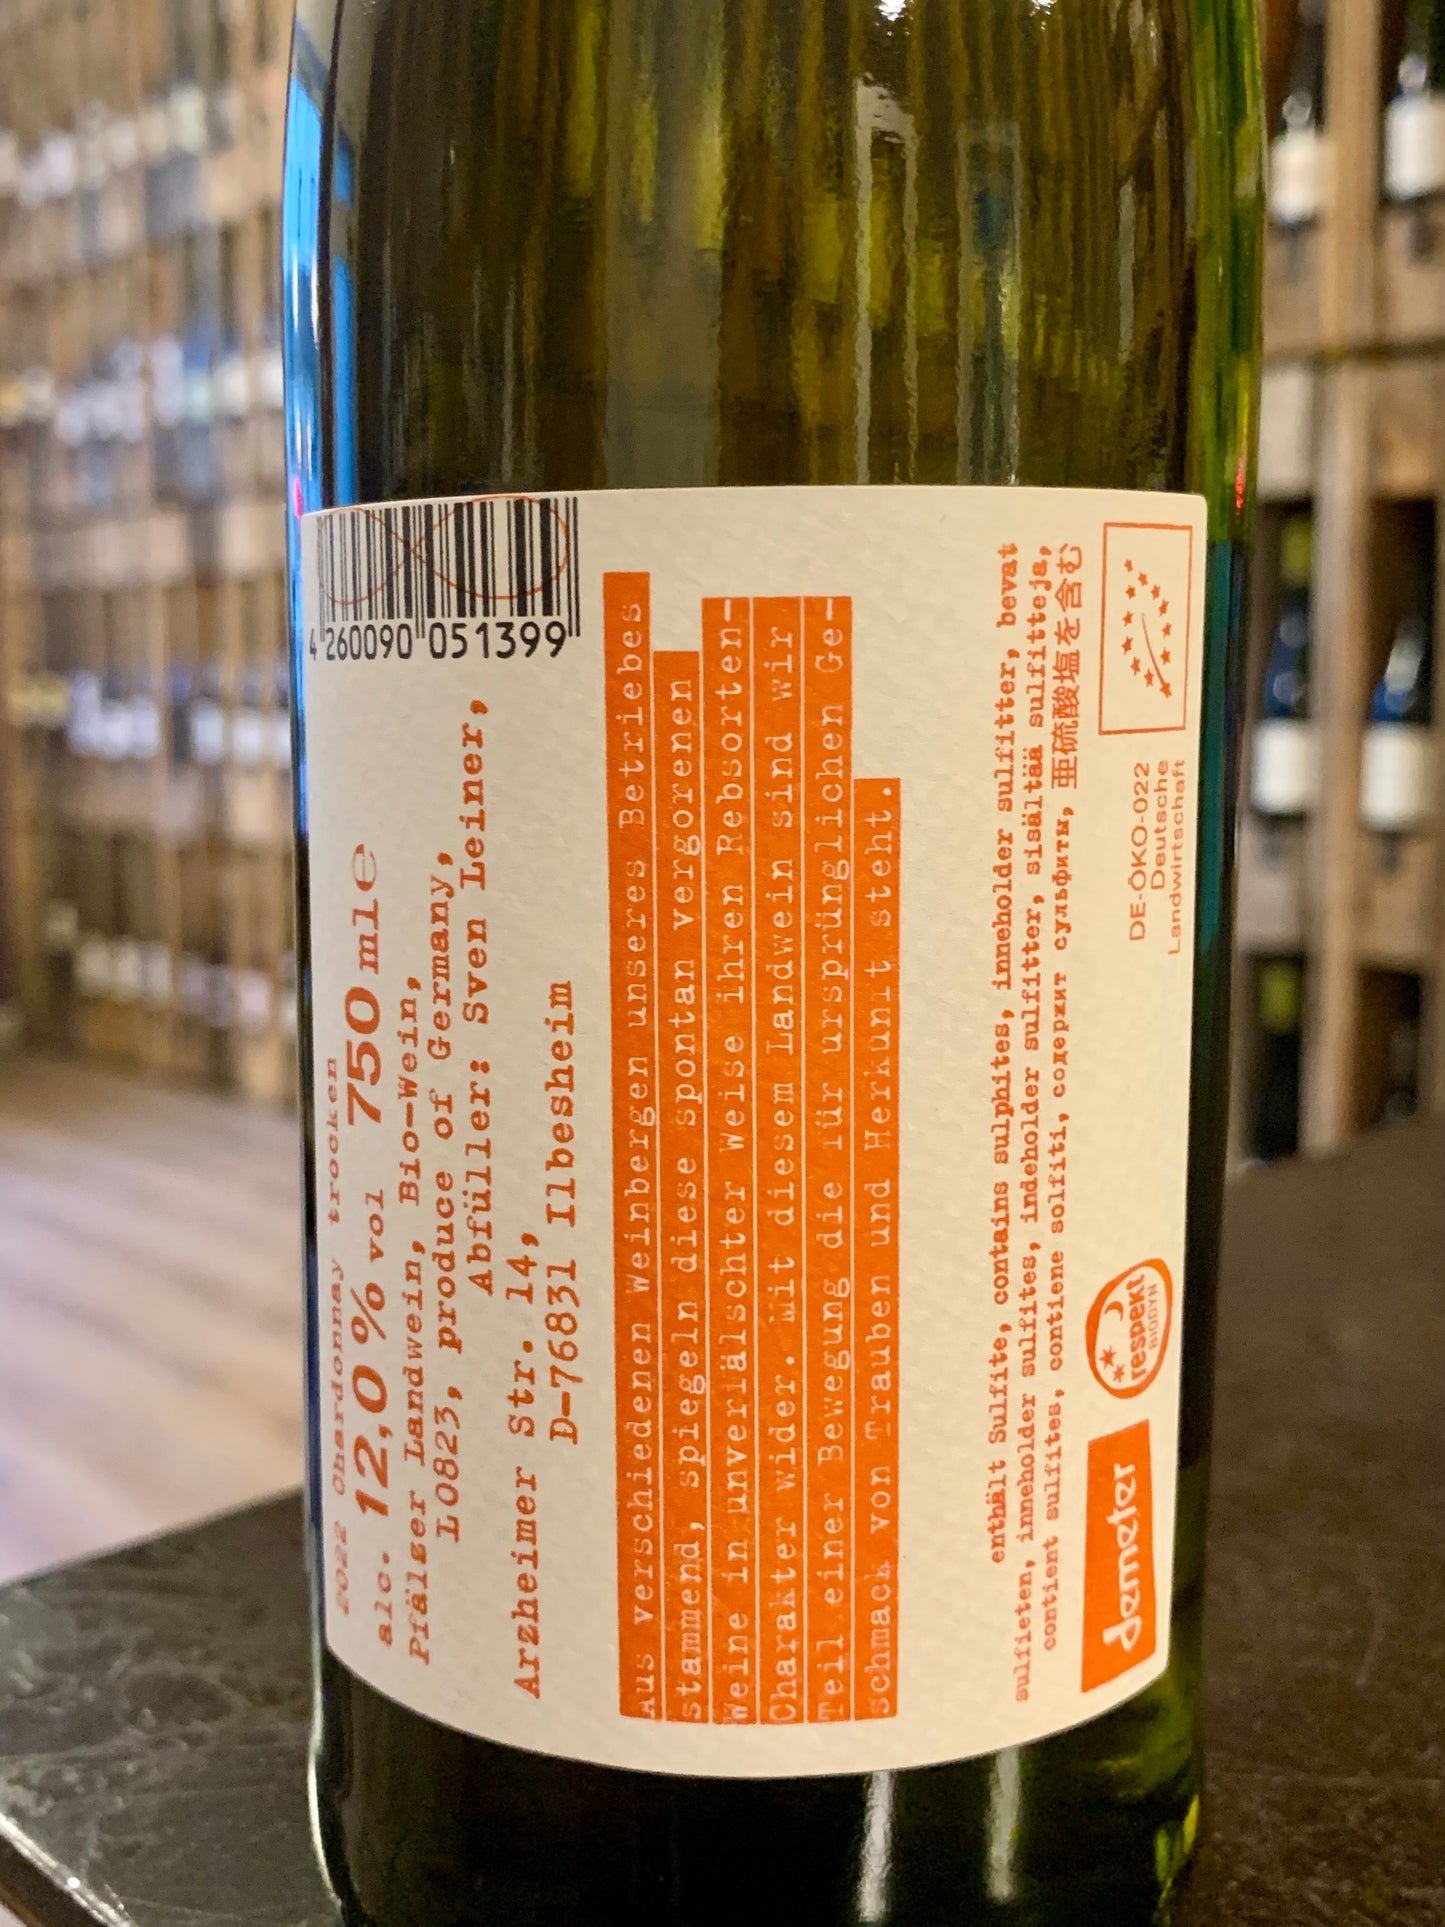 4 260090 051399
2022 Chardonnay trocken
alc. 12,0 % vol 750 ml e
Pfälzer Landwein, Bio-Wein,
L0823, produce of Germany,
Abfüller: Sven Leiner,
Arzheimer Str. 14,
D-76831 Ilbesheim
Aus verschiedenen Weinbergen unseres Betriebes
stammend, spiegeln diese spontan vergorenen
Weine in unverfälschter Weise ihren Rebsorten-
Charakter wider. Mit diesem Landwein sind wir
Teil einer Bewegung die für ursprünglichen Ge-
schmack von Trauben und Herkunft steht.
enthält Sulfite, contains sulphites, inneholder sulfitter, bevat
sulfieten, inneholder sulfites, indeholder sulfitter, sisältää sulfitteja,
contient sulfites, contiene solfiti, содержит сульфиты, 亜硫酸塩を含む
demeter
respekt
BIODYN
DE-ÖKO-022
Deutsche
Landwirtschaft